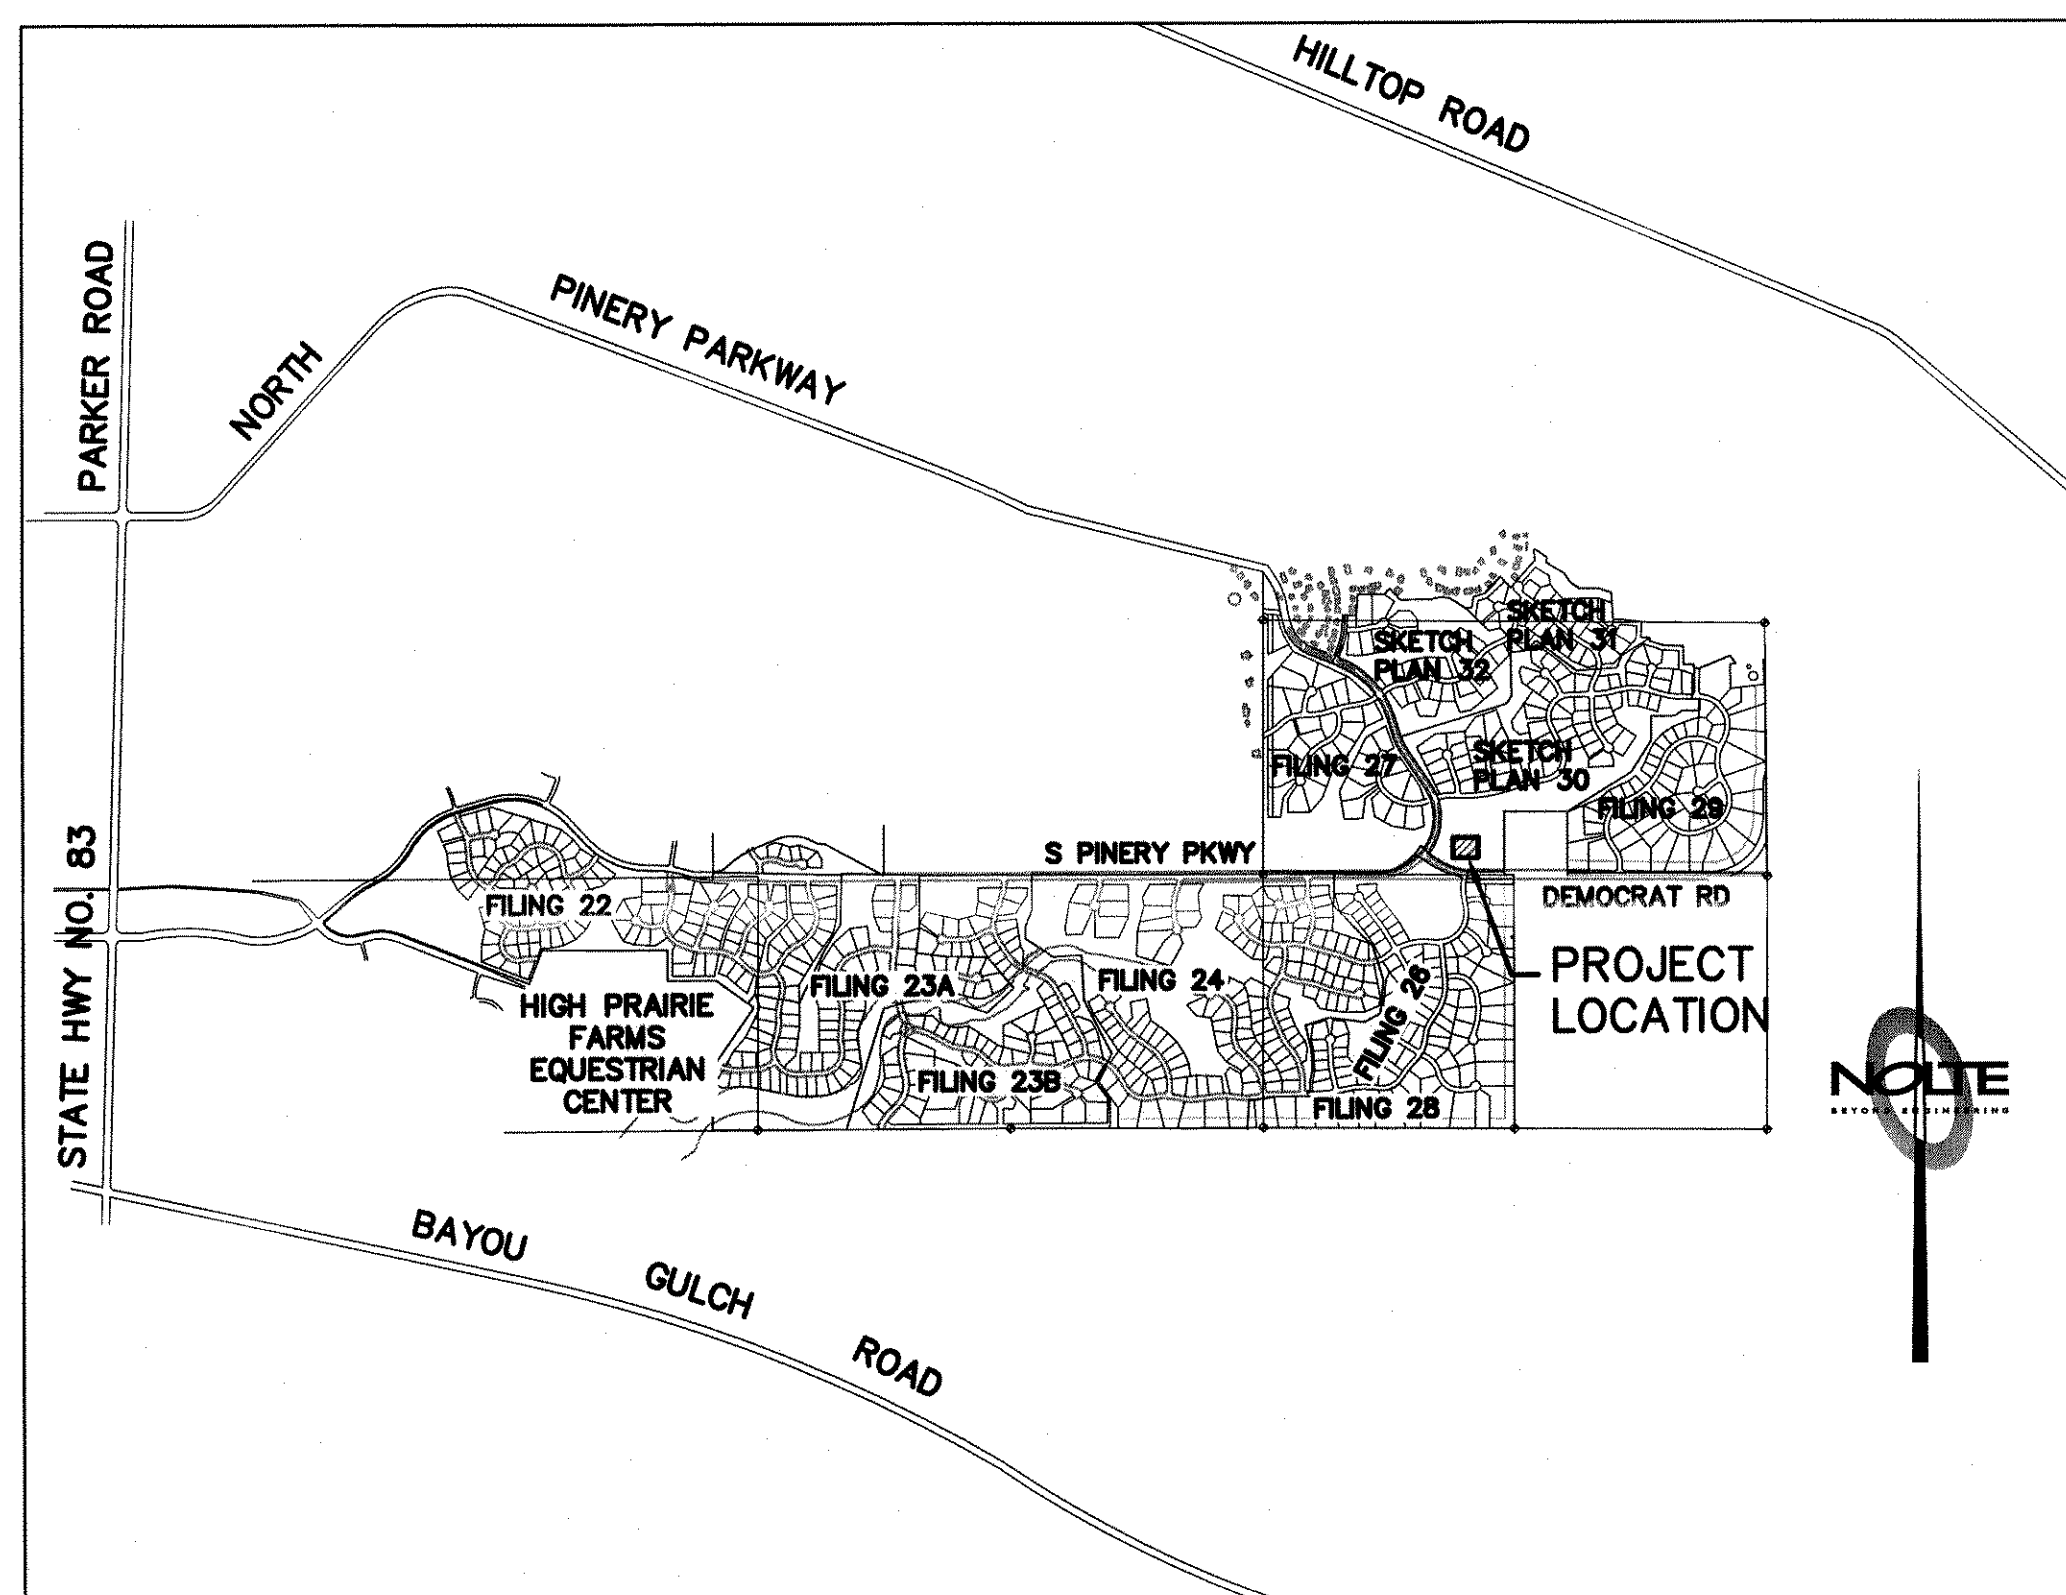 HILLTOP ROAD
PARKER ROAD
NORTH
PINERY PARKWAY
SKETCH
PLAN 31
SKETCH
PLAN 32
FILING 27
SKETCH
PLAN 30
FILING 29
STATE HWY NO. 83
S PINERY PKWY
FILING 22
DEMOCRAT RD
PROJECT
LOCATION
FILING 23A
FILING 24
FILING 26
HIGH PRAIRIE
FARMS
EQUESTRIAN
CENTER
FILING 23B
FILING 28
NOLTE
BEYOND ENGINEERING
BAYOU
GULCH
ROAD